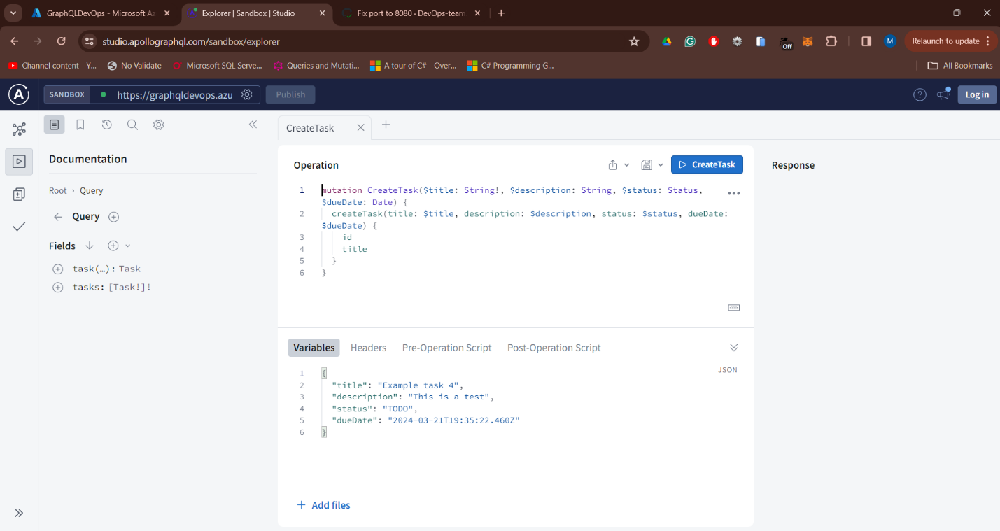 GraphQLDevOps - Microsoft Az
Explorer | Sandbox | Studio
Fix port to 8080 · DevOps-team
studio.apollographql.com/sandbox/explorer
Off
M
Relaunch to update
Channel content - Y...
No Validate
Microsoft SQL Serve...
Queries and Mutati...
A tour of C# - Over...
C# Programming G...
All Bookmarks
A
SANDBOX
https://graphqldevops.azu
Publish
?
Log in
CreateTask
Documentation
Root › Query
Query
Fields
task(…): Task
tasks: [Task!]!
Operation
CreateTask
1 mutation CreateTask($title: String!, $description: String, $status: Status,
$dueDate: Date) {
2 createTask(title: $title, description: $description, status: $status, dueDate:
$dueDate) {
3 id
4 title
5 }
6 }
Variables
Headers
Pre-Operation Script
Post-Operation Script
JSON
1 {
2 "title": "Example task 4",
3 "description": "This is a test",
4 "status": "TODO",
5 "dueDate": "2024-03-21T19:35:22.460Z"
6 }
+ Add files
Response